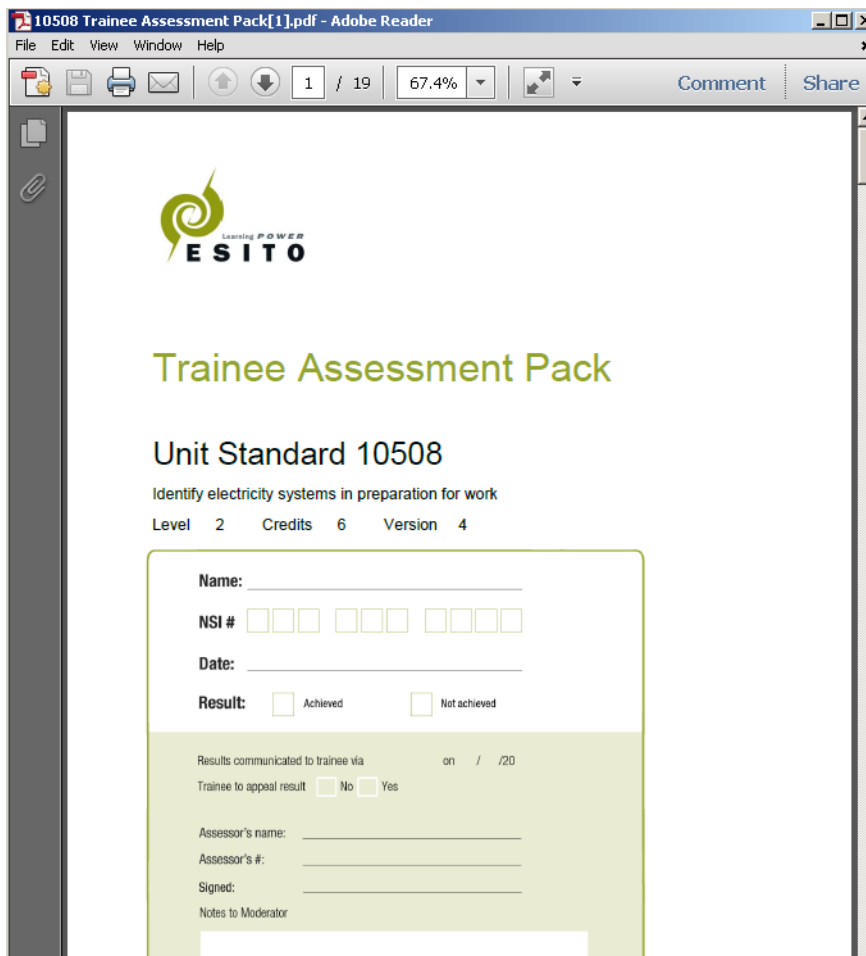 10508 Trainee Assessment Pack[1].pdf - Adobe Reader
File Edit View Window Help
1 / 19 67.4% Comment Share
Learning POWER
ESITO
Trainee Assessment Pack
Unit Standard 10508
Identify electricity systems in preparation for work
Level 2 Credits 6 Version 4
Name:
NSI #
Date:
Result: Achieved Not achieved
Results communicated to trainee via on / /20
Trainee to appeal result No Yes
Assessor's name:
Assessor's #:
Signed:
Notes to Moderator